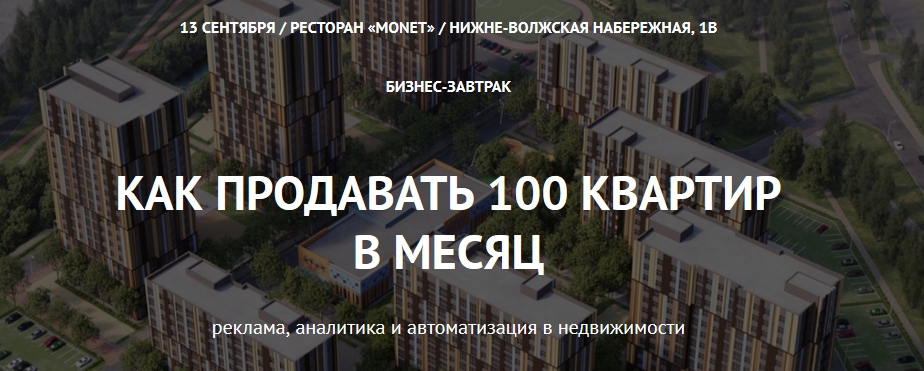 13 СЕНТЯБРЯ / РЕСТОРАН «MONET» / НИЖНЕ-ВОЛЖСКАЯ НАБЕРЕЖНАЯ, 1В
БИЗНЕС-ЗАВТРАК
КАК ПРОДАВАТЬ 100 КВАРТИР
В МЕСЯЦ
реклама, аналитика и автоматизация в недвижимости